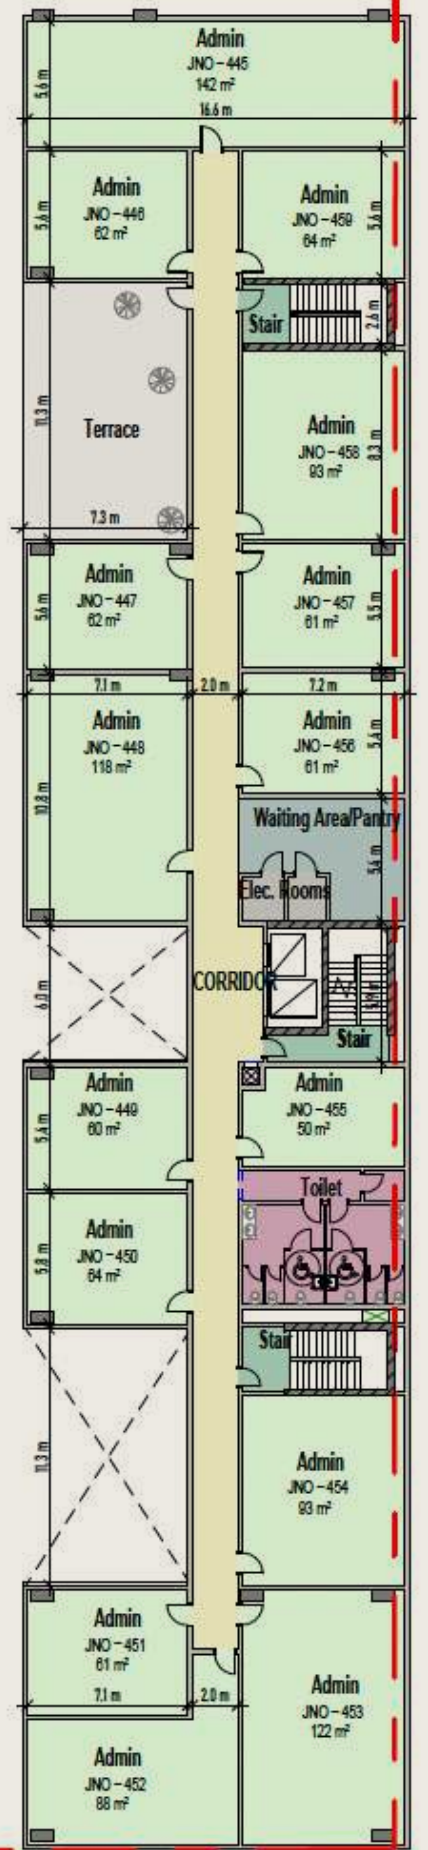 Admin
JNO-445
142 m²
5.6 m
16.6 m
Admin
JNO-446
62 m²
5.6 m
Admin
JNO-459
64 m²
5.6 m
Stair
2.6 m
Terrace
11.3 m
7.3 m
Admin
JNO-458
93 m²
8.3 m
Admin
JNO-447
62 m²
5.6 m
Admin
JNO-457
61 m²
5.5 m
7.1 m
2.0 m
7.2 m
Admin
JNO-448
118 m²
10.8 m
Admin
JNO-456
61 m²
5.4 m
Waiting Area/Pantry
5.4 m
Elec. Rooms
CORRIDOR
6.0 m
Stair
Admin
JNO-449
60 m²
5.4 m
Admin
JNO-455
50 m²
Toilet
Admin
JNO-450
64 m²
5.8 m
Stair
11.3 m
Admin
JNO-454
93 m²
Admin
JNO-451
61 m²
7.1 m
2.0 m
Admin
JNO-453
122 m²
Admin
JNO-452
88 m²